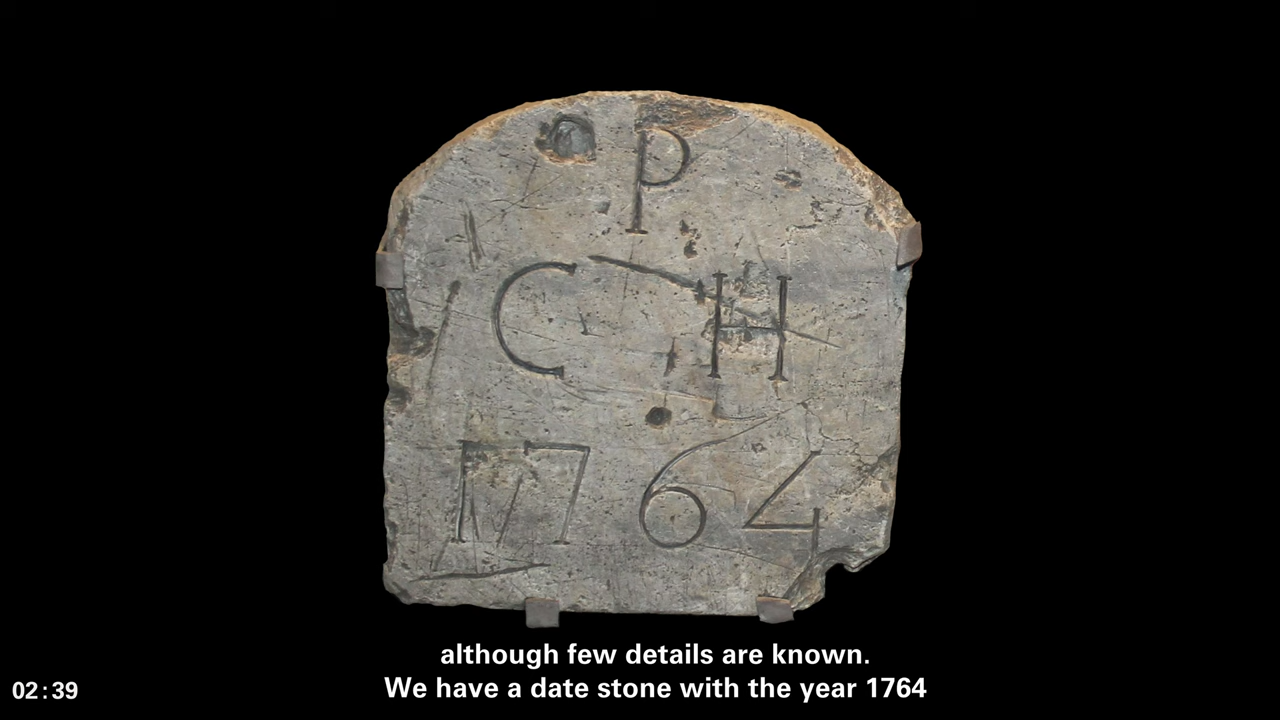 P
C H
1764
although few details are known.
We have a date stone with the year 1764
02:39